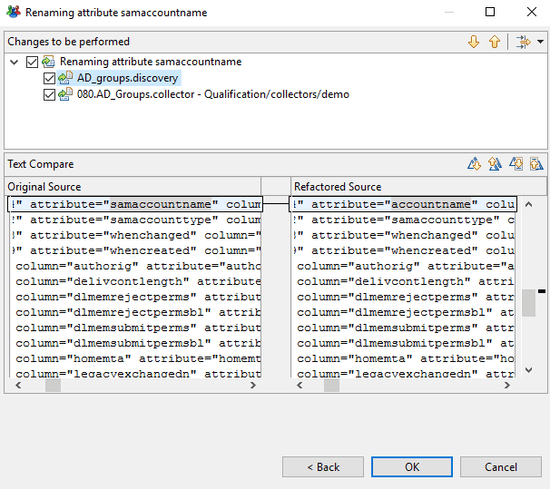 Renaming attribute samaccountname
Changes to be performed
Renaming attribute samaccountname
AD_groups.discovery
080.AD_Groups.collector - Qualification/collectors/demo
Text Compare
Original Source
" attribute="samaccountname" colum
" attribute="samaccounttype" colum
" attribute="whenchanged" column="
" attribute="whencreated" column="
column="authorig" attribute="autho
column="delivcontlength" attribute
column="dlmemrejectperms" attribut
column="dlmemrejectpermsbl" attrib
column="dlmemsubmitperms" attribut
column="dlmemsubmitpermsbl" attrib
column="homemta" attribute="homemt
column="legacyexchangedn" attribut
Refactored Source
" attribute="accountname" colu
" attribute="samaccounttype" c
" attribute="whenchanged" colu
" attribute="whencreated" colu
column="authorig" attribute="a
column="delivcontlength" attri
column="dlmemrejectperms" attr
column="dlmemrejectpermsbl" at
column="dlmemsubmitperms" attr
column="dlmemsubmitpermsbl" at
column="homemta" attribute="ho
column="legacyexchangedn" attr
< Back
OK
Cancel